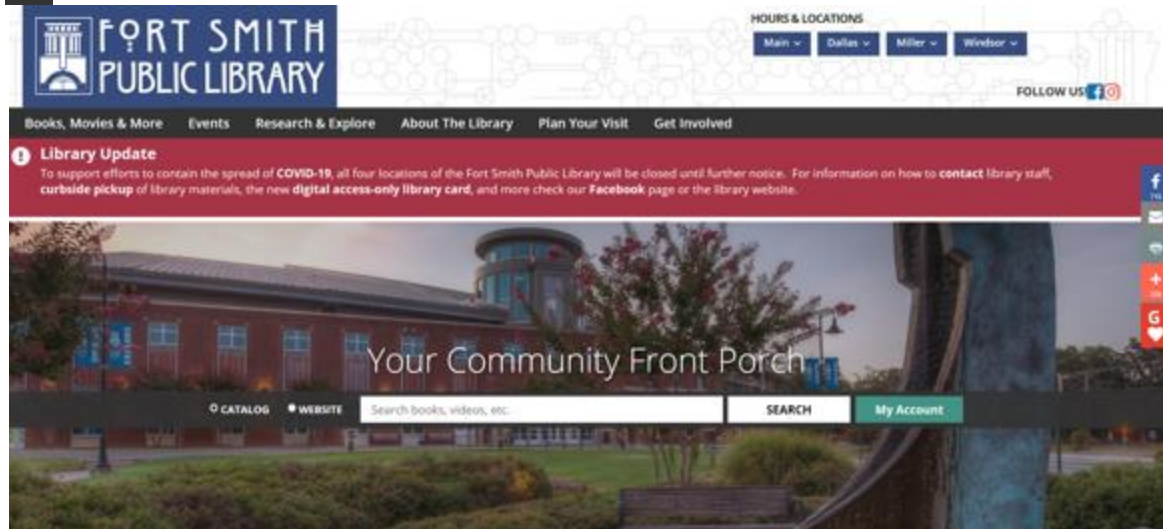 FORT SMITH
PUBLIC LIBRARY
HOURS & LOCATIONS
Main Dallas Miller Windsor
FOLLOW US
Books, Movies & More Events Research & Explore About The Library Plan Your Visit Get Involved
Library Update
To support efforts to contain the spread of COVID-19, all four locations of the Fort Smith Public Library will be closed until further notice. For information on how to contact library staff,
curbside pickup of library materials, the new digital access-only library card, and more check our Facebook page or the library website.
Your Community Front Porch
CATALOG WEBSITE Search books, videos, etc. SEARCH My Account